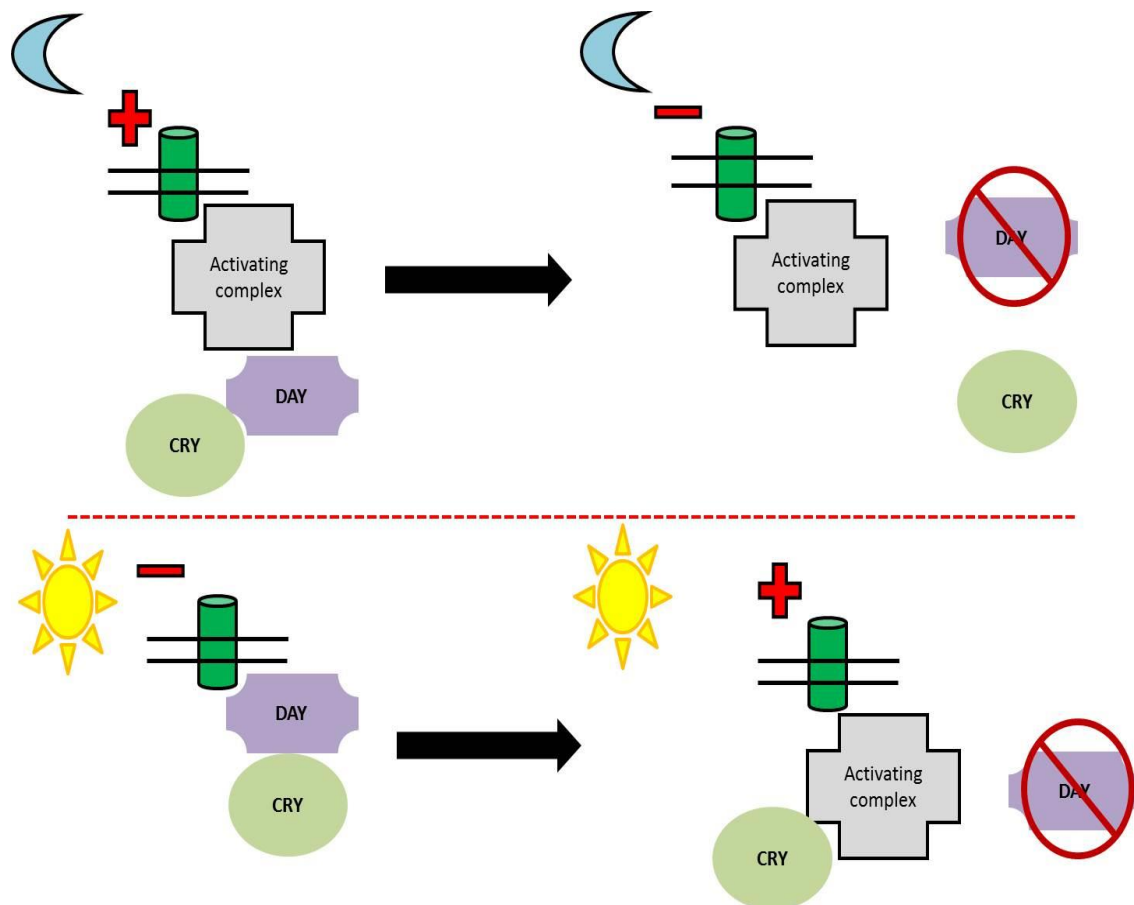 Activating
complex
DAY
CRY
Activating
complex
DAY
CRY
DAY
CRY
Activating
complex
DAY
CRY